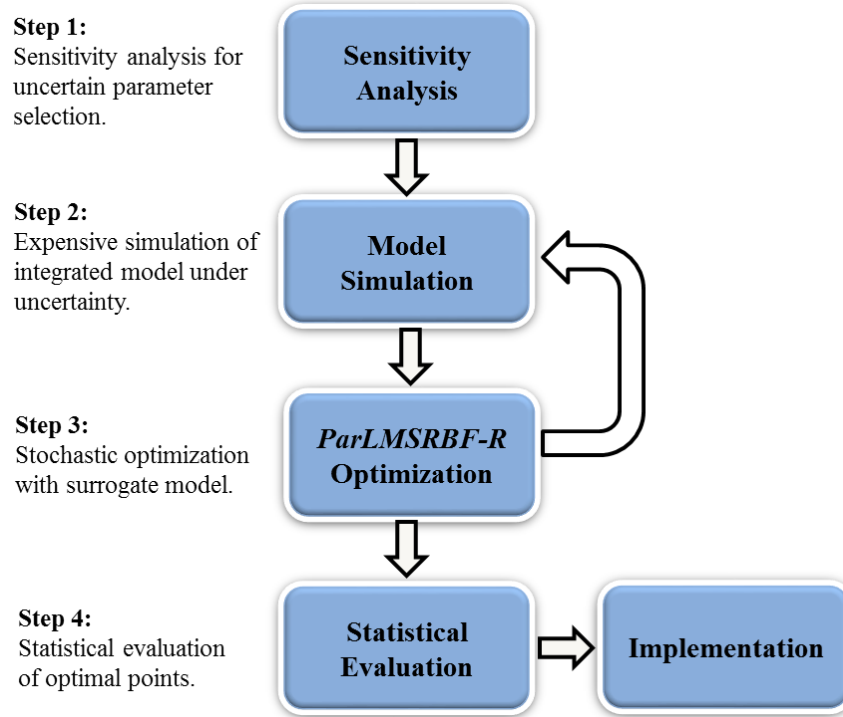 Step 1:
Sensitivity analysis for
uncertain parameter
selection.
Sensitivity
Analysis
Step 2:
Expensive simulation of
integrated model under
uncertainty.
Model
Simulation
Step 3:
Stochastic optimization
with surrogate model.
ParLMSRBF-R
Optimization
Step 4:
Statistical evaluation
of optimal points.
Statistical
Evaluation
Implementation